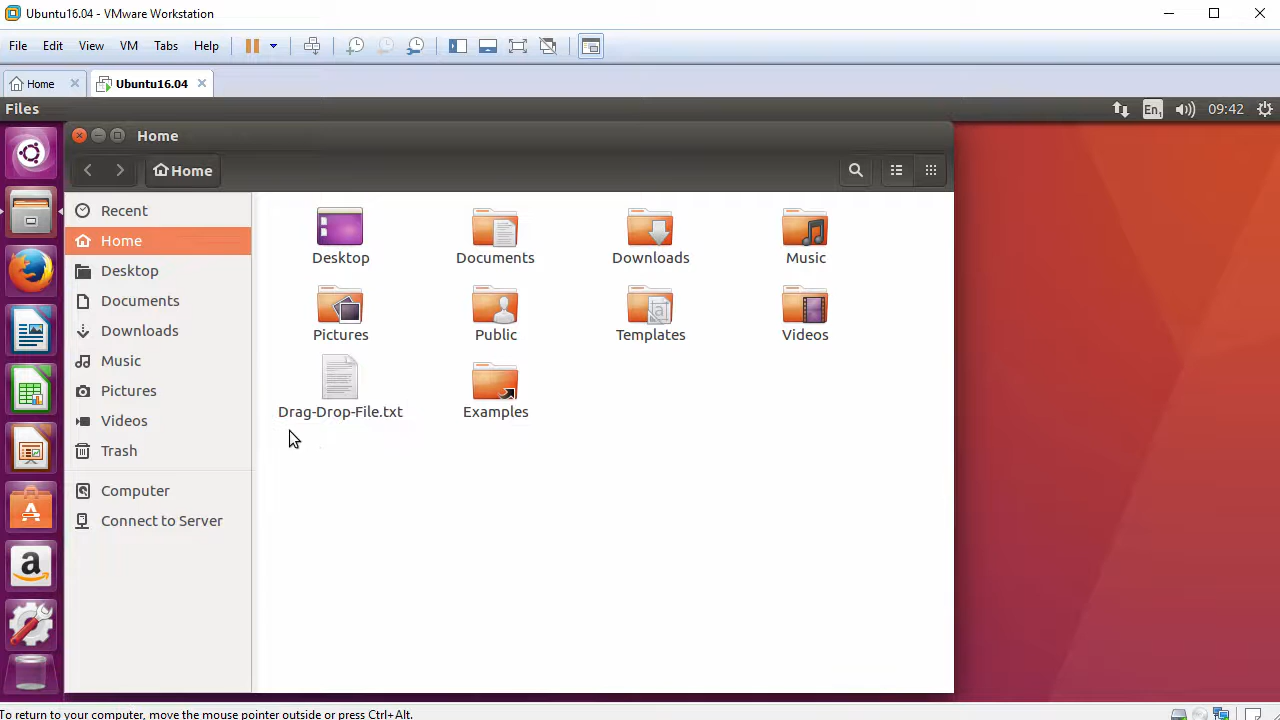 Ubuntu16.04 - VMware Workstation
File Edit View VM Tabs Help
Home Ubuntu16.04
Files En1 09:42
Home
Home
Recent
Home
Desktop
Documents
Downloads
Music
Pictures
Videos
Trash
Computer
Connect to Server
Desktop Documents Downloads Music
Pictures Public Templates Videos
Drag-Drop-File.txt Examples
To return to your computer, move the mouse pointer outside or press Ctrl+Alt.